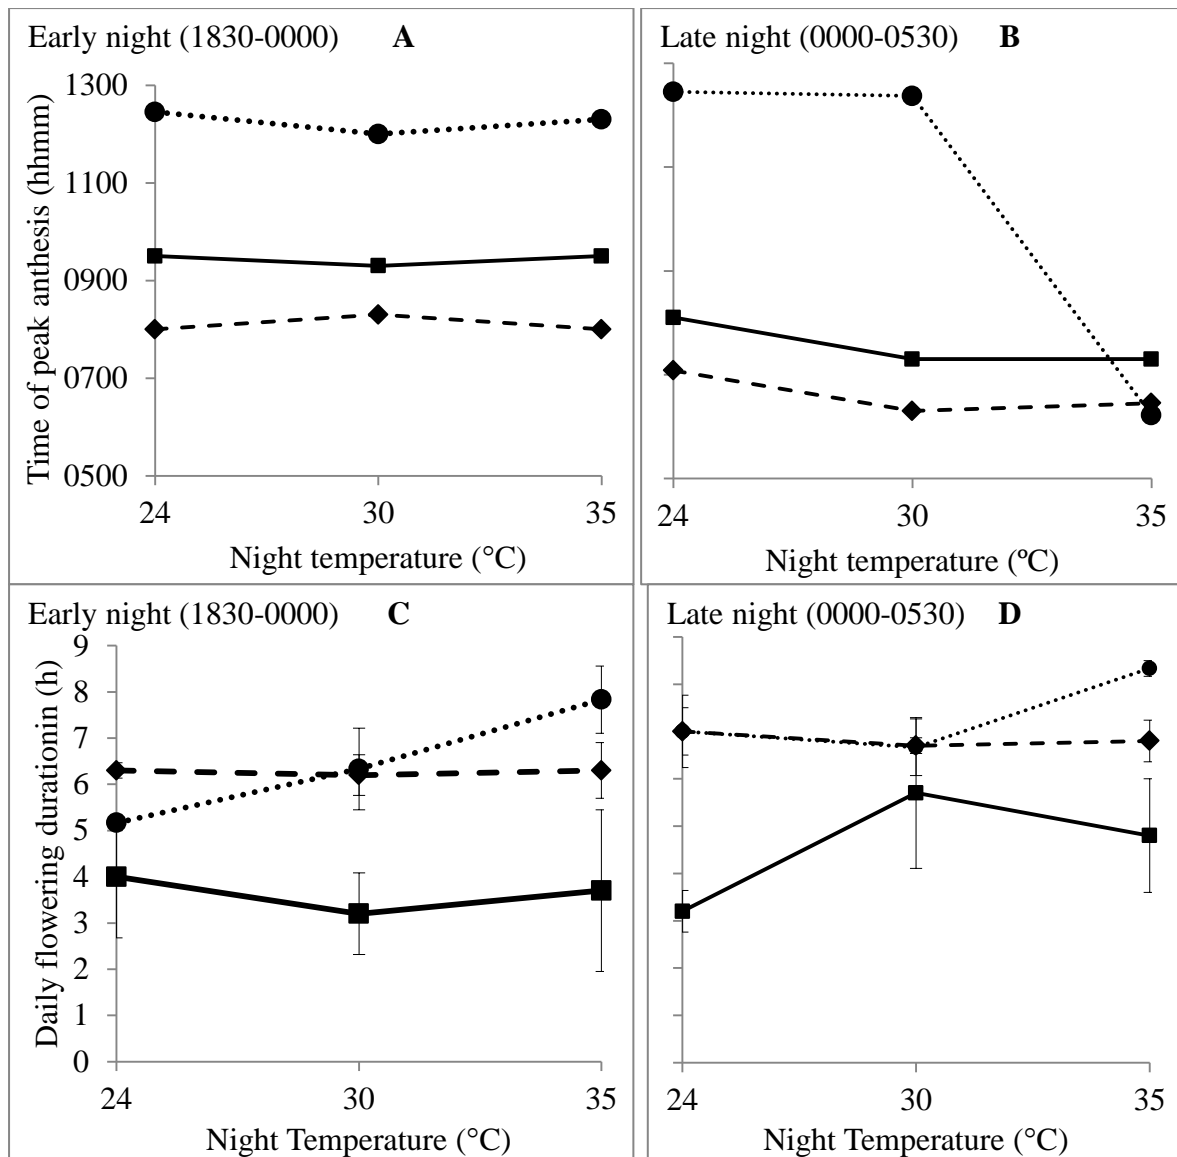 Early night (1830-0000) A
Time of peak anthesis (hhmm)
1300
1100
0900
0700
0500
24 30 35
Night temperature (°C)
Late night (0000-0530) B
24 30 35
Night temperature (ºC)
Early night (1830-0000) C
Daily flowering durationin (h)
9
8
7
6
5
4
3
2
1
0
24 30 35
Night Temperature (°C)
Late night (0000-0530) D
24 30 35
Night Temperature (°C)